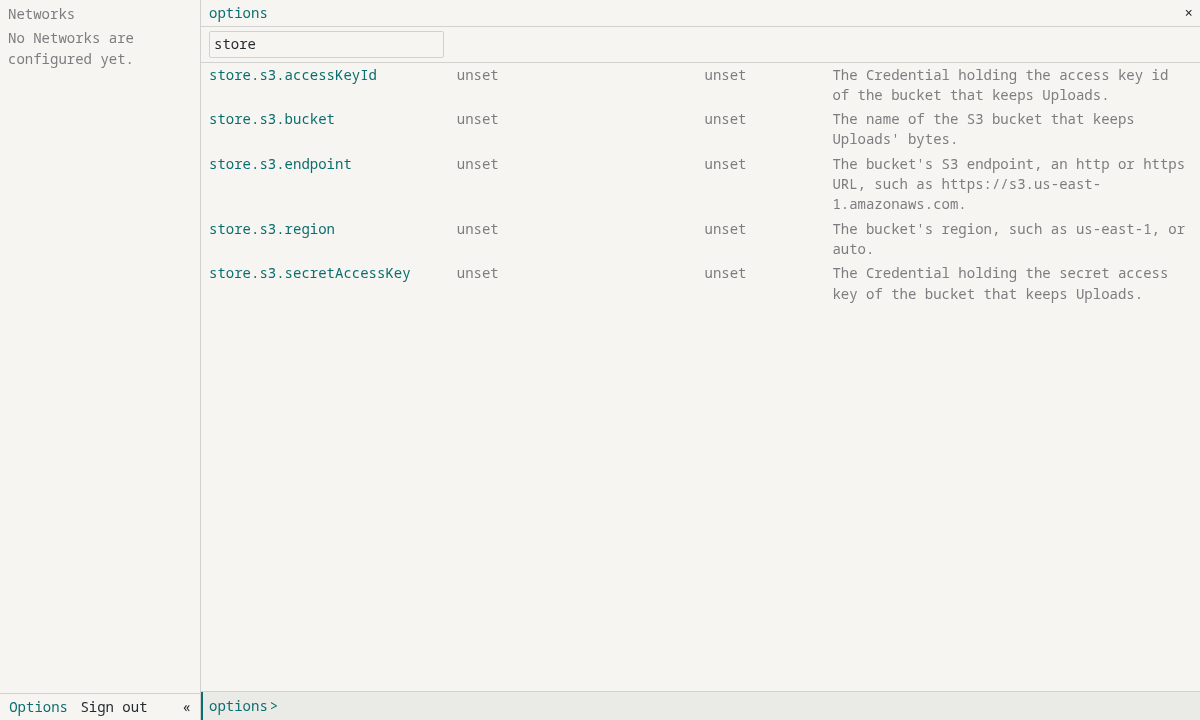 Networks
No Networks are
configured yet.
options ×
store
store.s3.accessKeyId unset unset The Credential holding the access key id
of the bucket that keeps Uploads.
store.s3.bucket unset unset The name of the S3 bucket that keeps
Uploads' bytes.
store.s3.endpoint unset unset The bucket's S3 endpoint, an http or https
URL, such as https://s3.us-east-
1.amazonaws.com.
store.s3.region unset unset The bucket's region, such as us-east-1, or
auto.
store.s3.secretAccessKey unset unset The Credential holding the secret access
key of the bucket that keeps Uploads.
Options Sign out «
options>